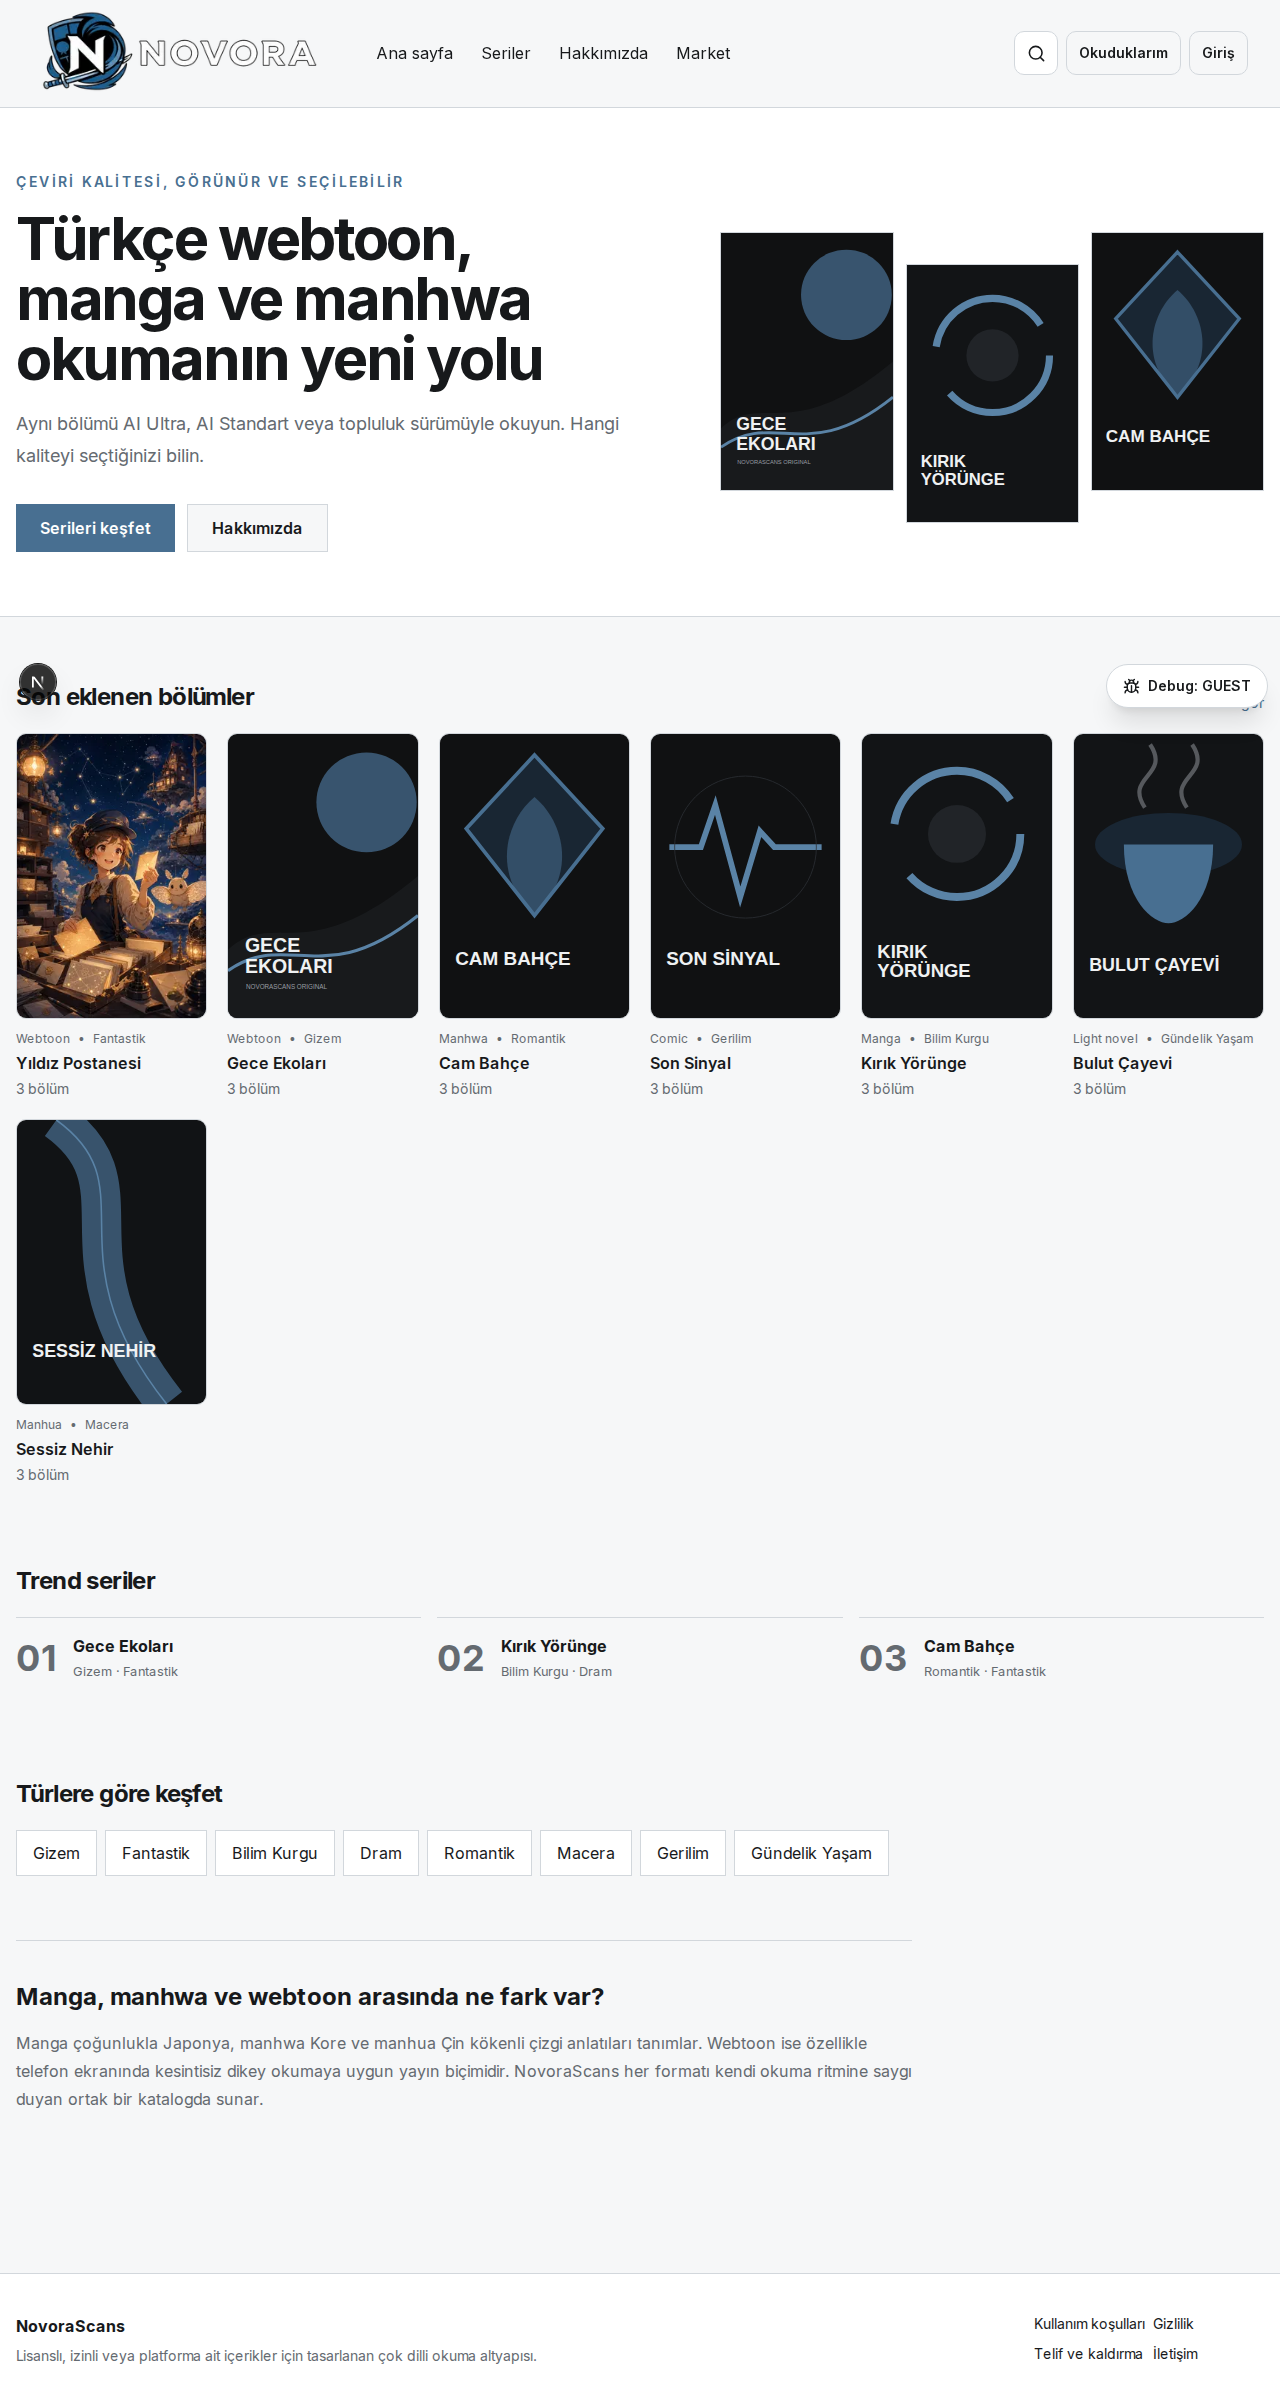 NOVORA
Ana sayfa
Seriler
Hakkımızda
Market
Okuduklarım
Giriş
ÇEVİRİ KALİTESİ, GÖRÜNÜR VE SEÇİLEBİLİR
Türkçe webtoon,
manga ve manhwa
okumanın yeni yolu
Aynı bölümü AI Ultra, AI Standart veya topluluk sürümüyle okuyun. Hangi
kaliteyi seçtiğinizi bilin.
Serileri keşfet
Hakkımızda
GECE
EKOLARI
NOVORASCANS ORIGINAL
KIRIK
YÖRÜNGE
CAM BAHÇE
Son eklenen bölümler
Debug: GUEST
GECE
EKOLARI
NOVORASCANS ORIGINAL
CAM BAHÇE
SON SİNYAL
KIRIK
YÖRÜNGE
BULUT ÇAYEVİ
Webtoon • Fantastik
Yıldız Postanesi
3 bölüm
Webtoon • Gizem
Gece Ekoları
3 bölüm
Manhwa • Romantik
Cam Bahçe
3 bölüm
Comic • Gerilim
Son Sinyal
3 bölüm
Manga • Bilim Kurgu
Kırık Yörünge
3 bölüm
Light novel • Gündelik Yaşam
Bulut Çayevi
3 bölüm
SESSİZ NEHİR
Manhua • Macera
Sessiz Nehir
3 bölüm
Trend seriler
01
Gece Ekoları
Gizem · Fantastik
02
Kırık Yörünge
Bilim Kurgu · Dram
03
Cam Bahçe
Romantik · Fantastik
Türlere göre keşfet
Gizem
Fantastik
Bilim Kurgu
Dram
Romantik
Macera
Gerilim
Gündelik Yaşam
Manga, manhwa ve webtoon arasında ne fark var?
Manga çoğunlukla Japonya, manhwa Kore ve manhua Çin kökenli çizgi anlatıları tanımlar. Webtoon ise özellikle
telefon ekranında kesintisiz dikey okumaya uygun yayın biçimidir. NovoraScans her formatı kendi okuma ritmine saygı
duyan ortak bir katalogda sunar.
NovoraScans
Lisanslı, izinli veya platforma ait içerikler için tasarlanan çok dilli okuma altyapısı.
Kullanım koşulları
Gizlilik
Telif ve kaldırma
İletişim